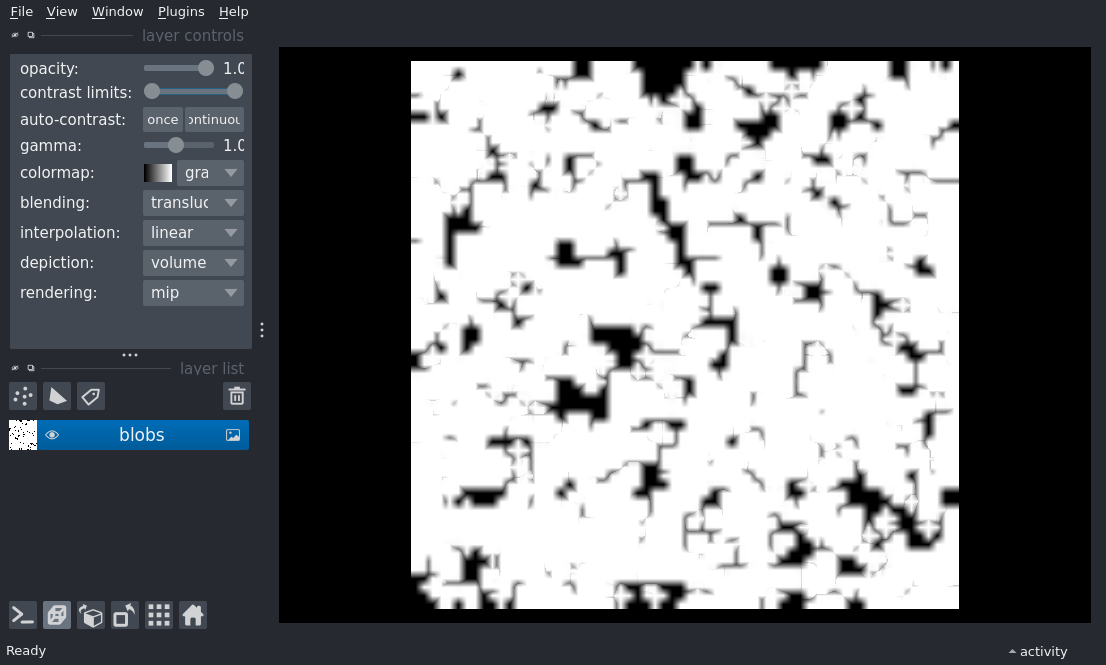 File View Window Plugins Help
layer controls
opacity: 1.0
contrast limits:
auto-contrast: once ontinuou
gamma: 1.0
colormap: gra
blending: transluc
interpolation: linear
depiction: volume
rendering: mip
layer list
blobs
Ready
activity